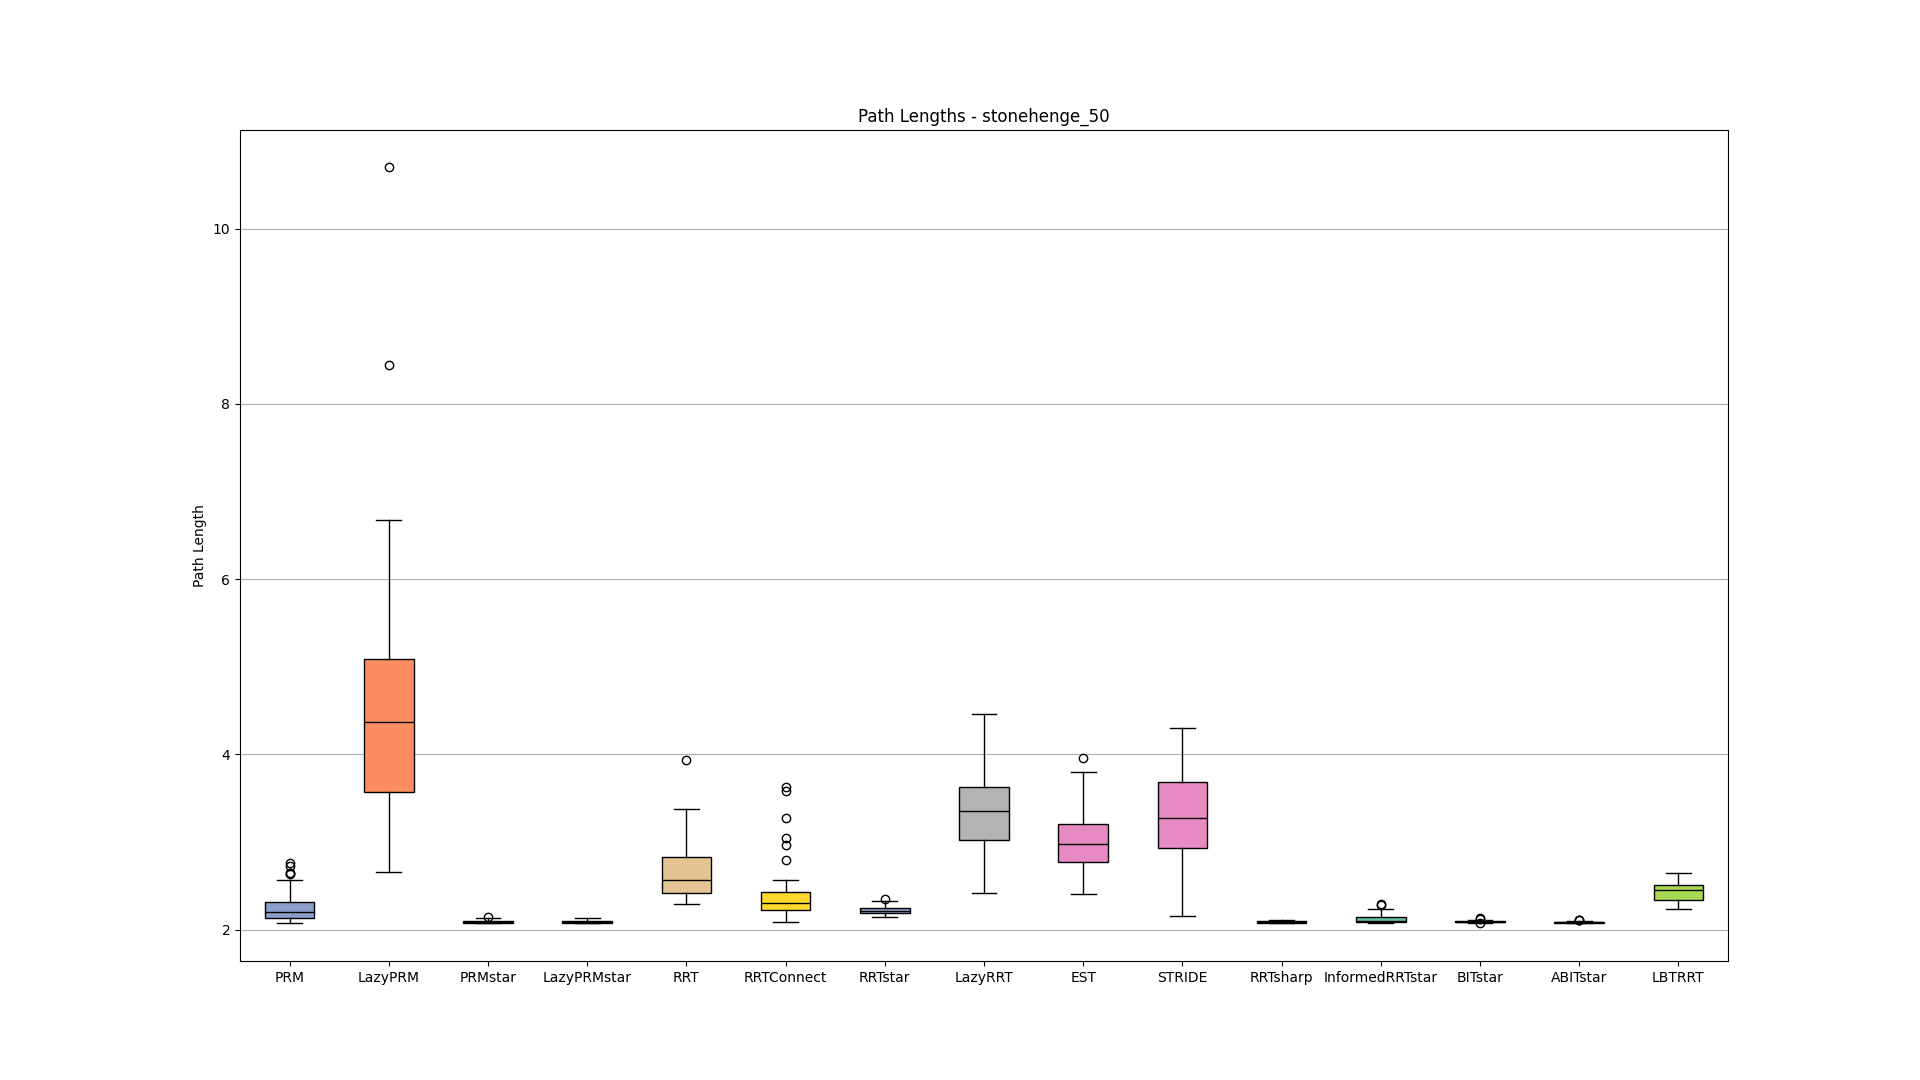 Path Lengths - stonehenge_50
Path Length
10
8
6
4
2
PRM LazyPRM PRMstar LazyPRMstar RRT RRTConnect RRTstar LazyRRT EST STRIDE RRTsharp InformedRRTstar BITstar ABITstar LBTRRT